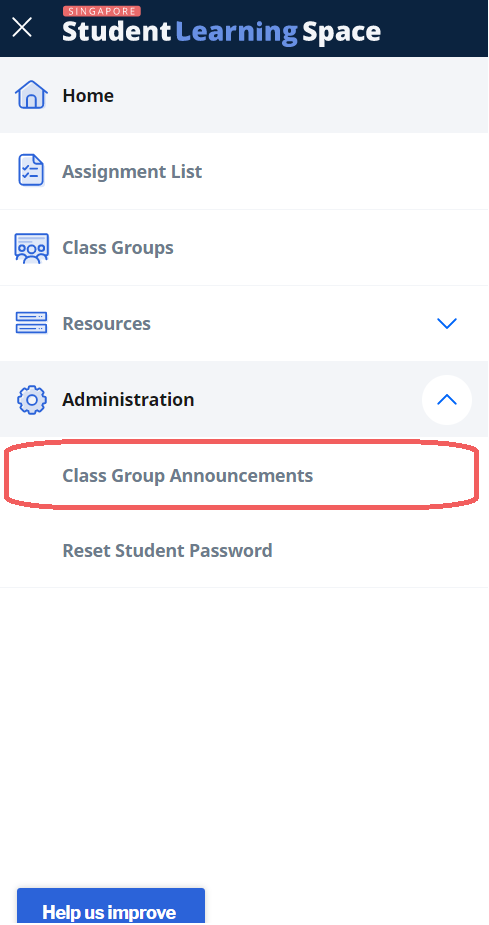 SINGAPORE
Student Learning Space
Home
Assignment List
Class Groups
Resources
Administration
Class Group Announcements
Reset Student Password
Help us improve